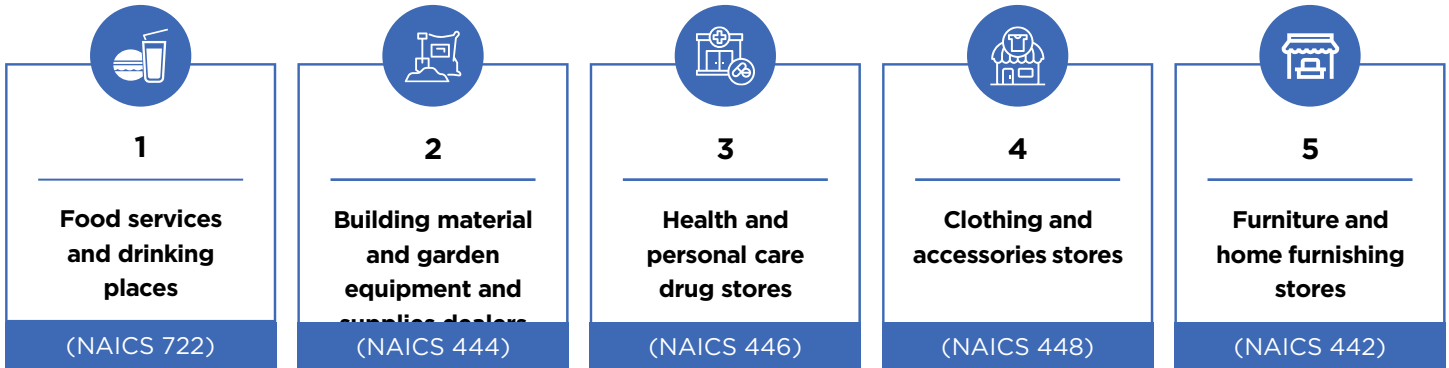 1
Food services
and drinking
places
(NAICS 722)
2
Building material
and garden
equipment and
supplies dealers
(NAICS 444)
3
Health and
personal care
drug stores
(NAICS 446)
4
Clothing and
accessories stores
(NAICS 448)
5
Furniture and
home furnishing
stores
(NAICS 442)